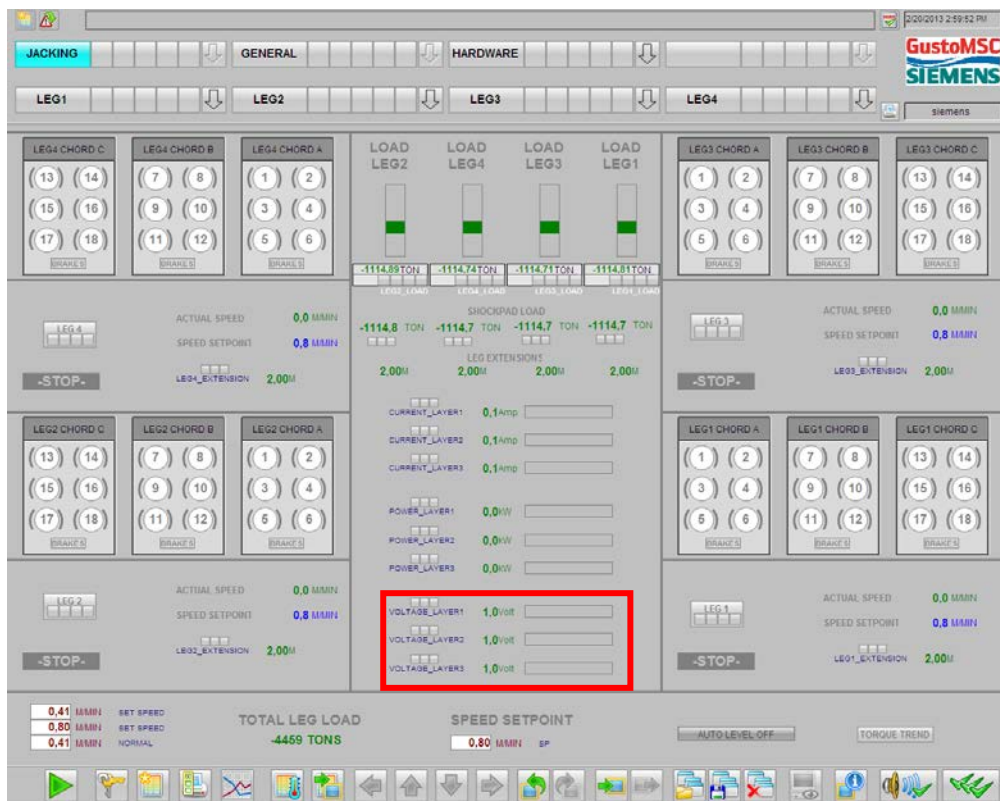 2/20/2013 2:59:52 PM
JACKING GENERAL HARDWARE
GustoMSC
SIEMENS
LEG1 LEG2 LEG3 LEG4
siemens
LEG4 CHORD C LEG4 CHORD B LEG4 CHORD A
13 14 7 8 1 2
15 16 9 10 3 4
17 18 11 12 5 6
BRAKES BRAKES BRAKES
LOAD LEG2 LOAD LEG4 LOAD LEG3 LOAD LEG1
-1114,89 TON -1114,74 TON -1114,71 TON -1114,81 TON
LEG2_LOAD LEG4_LOAD LEG3_LOAD LEG1_LOAD
LEG3 CHORD A LEG3 CHORD B LEG3 CHORD C
1 2 7 8 13 14
3 4 9 10 15 16
5 6 11 12 17 18
BRAKES BRAKES BRAKES
LEG 4
ACTUAL SPEED 0,0 M/MIN
SPEED SETPOINT 0,8 M/MIN
-STOP-
LEG4_EXTENSION 2,00M
SHOCKPAD LOAD
-1114,8 TON -1114,7 TON -1114,7 TON -1114,7 TON
LEG EXTENSIONS
2,00M 2,00M 2,00M 2,00M
LEG 3
ACTUAL SPEED 0,0 M/MIN
SPEED SETPOINT 0,8 M/MIN
-STOP-
LEG3_EXTENSION 2,00M
LEG2 CHORD C LEG2 CHORD B LEG2 CHORD A
13 14 7 8 1 2
15 16 9 10 3 4
17 18 11 12 5 6
BRAKES BRAKES BRAKES
CURRENT_LAYER1 0,1Amp
CURRENT_LAYER2 0,1Amp
CURRENT_LAYER3 0,1Amp
POWER_LAYER1 0,0kW
POWER_LAYER2 0,0kW
POWER_LAYER3 0,0kW
VOLTAGE_LAYER1 1,0Volt
VOLTAGE_LAYER2 1,0Volt
VOLTAGE_LAYER3 1,0Volt
LEG1 CHORD A LEG1 CHORD B LEG1 CHORD C
1 2 7 8 13 14
3 4 9 10 15 16
5 6 11 12 17 18
BRAKES BRAKES BRAKES
LEG 2
ACTUAL SPEED 0,0 M/MIN
SPEED SETPOINT 0,8 M/MIN
-STOP-
LEG2_EXTENSION 2,00M
LEG 1
ACTUAL SPEED 0,0 M/MIN
SPEED SETPOINT 0,8 M/MIN
-STOP-
LEG1_EXTENSION 2,00M
0,41 M/MIN SET SPEED
0,80 M/MIN SET SPEED
0,41 M/MIN NORMAL
TOTAL LEG LOAD
-4459 TONS
SPEED SETPOINT
0,80 M/MIN SP
AUTO LEVEL OFF
TORQUE TREND